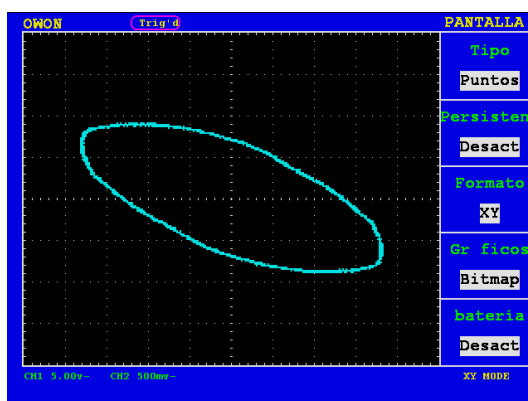 OWON Trig'd PANTALLA
Tipo
Puntos
Persisten
Desact
Formato
XY
Gr ficos
Bitmap
batería
Desact
CH1 5.00v~ CH2 500mv~ XY MODE